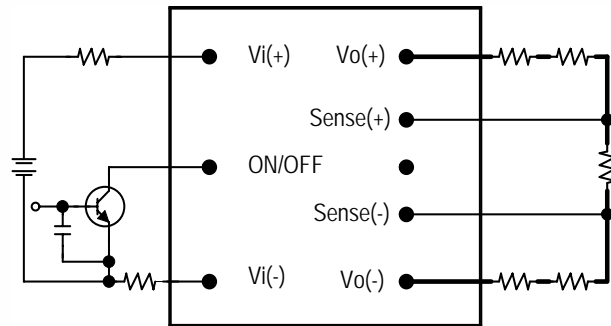 Vi(+) Vo(+)
Sense(+)
ON/OFF
Sense(-)
Vi(-) Vo(-)